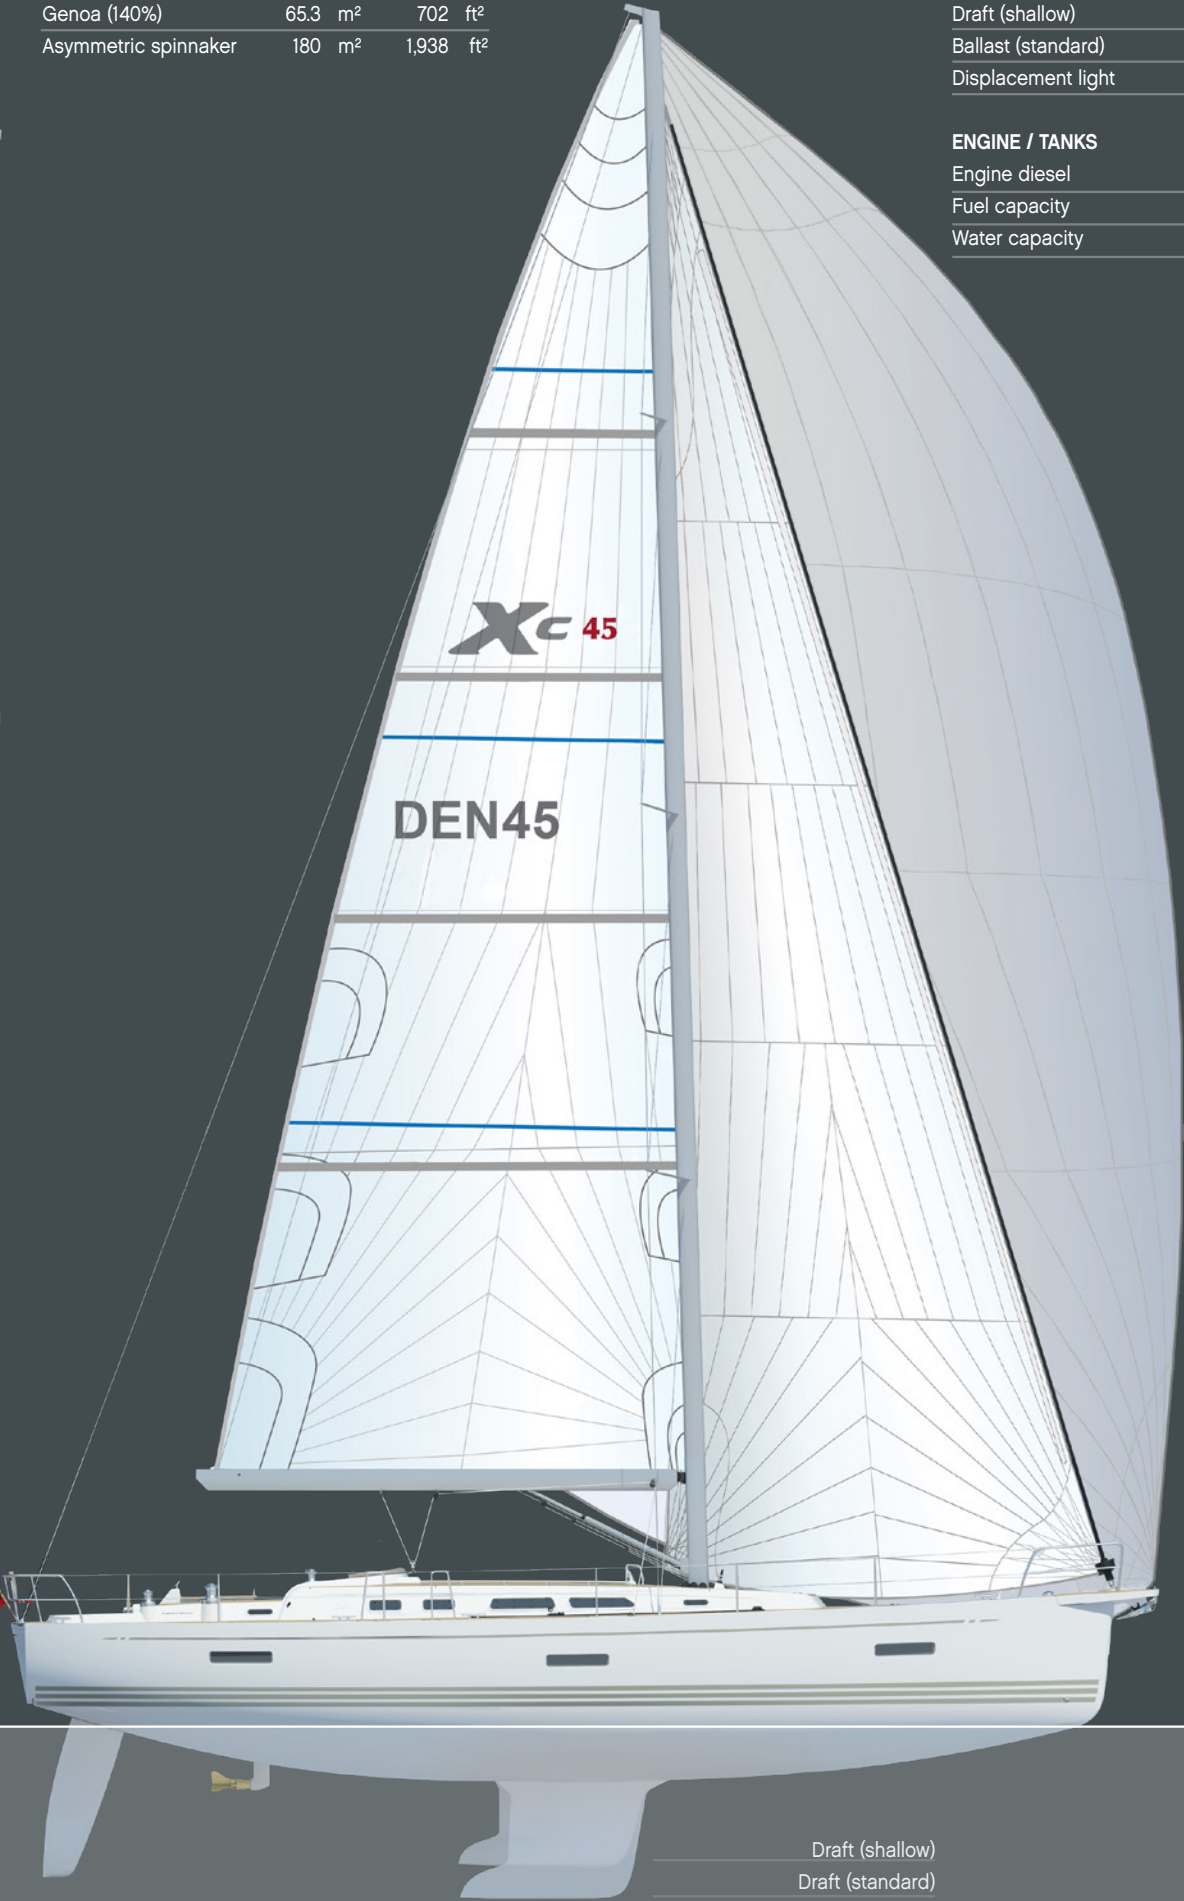 Genoa (140%) 65.3 m² 702 ft²
Asymmetric spinnaker 180 m² 1,938 ft²
Draft (shallow)
Ballast (standard)
Displacement light
ENGINE / TANKS
Engine diesel
Fuel capacity
Water capacity
Xc 45
DEN45
Draft (shallow)
Draft (standard)